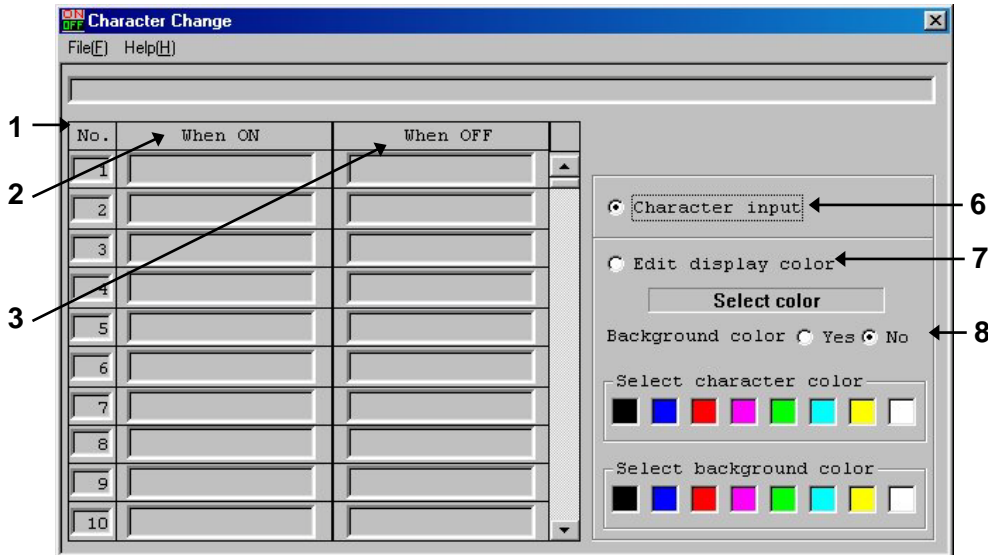 ON OFF Character Change
File(F) Help(H)
1
No. When ON When OFF
1
2
2
6
Character input
3
7
Edit display color
4
3
Select color
5
8
Background color Yes No
6
Select character color
7
8
Select background color
9
10